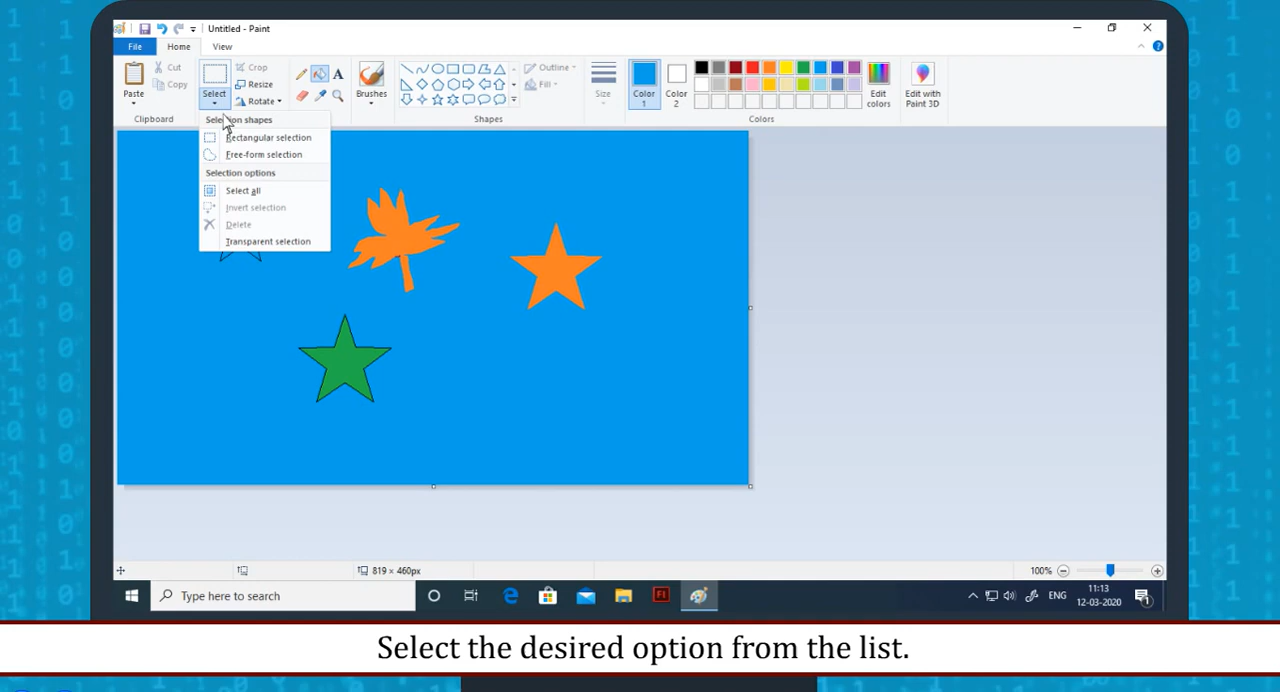 Untitled - Paint
File Home View
Paste
Cut
Copy
Clipboard
Select
Crop
Resize
Rotate
A
Brushes
Outline
Fill
Shapes
Size
Color 1
Color 2
Edit colors
Edit with Paint 3D
Colors
Selection shapes
Rectangular selection
Free-form selection
Selection options
Select all
Invert selection
Delete
Transparent selection
819 × 460px
100%
Type here to search
Fl
ENG
11:13
12-03-2020
1
Select the desired option from the list.